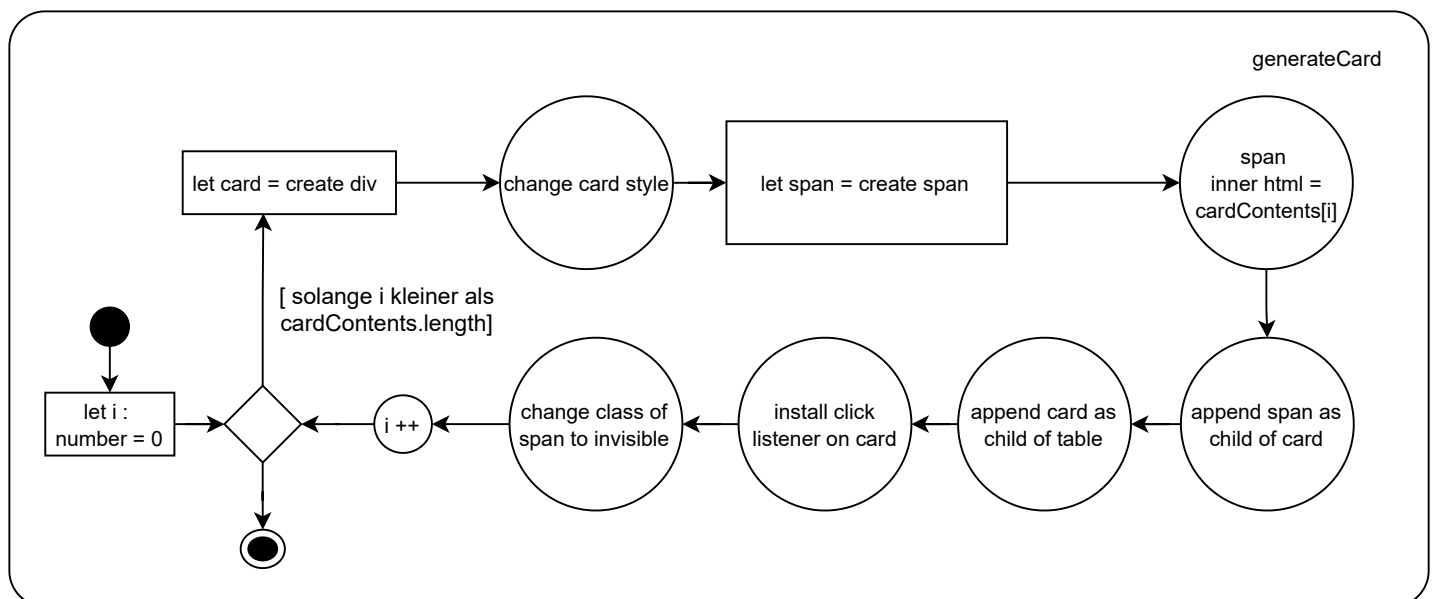 generateCard
let card = create div
change card style
let span = create span
span
inner html =
cardContents[i]
[ solange i kleiner als
cardContents.length]
let i :
number = 0
i ++
change class of
span to invisible
install click
listener on card
append card as
child of table
append span as
child of card